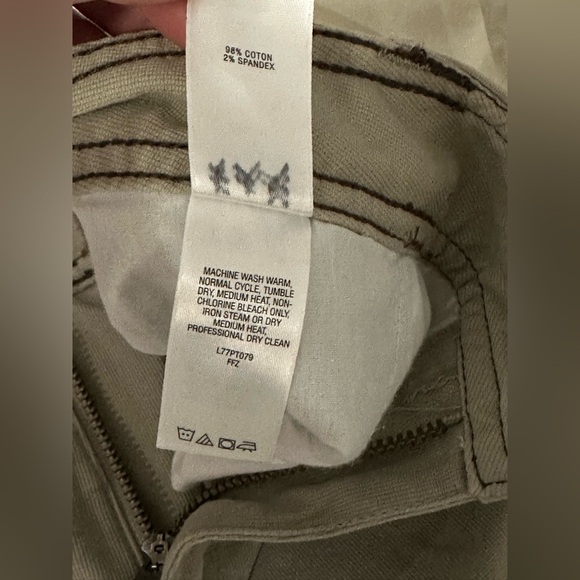 98% COTON
2% SPANDEX
MACHINE WASH WARM,
NORMAL CYCLE, TUMBLE
DRY, MEDIUM HEAT, NON-
CHLORINE BLEACH ONLY,
IRON STEAM OR DRY
MEDIUM HEAT.
PROFESSIONAL DRY CLEAN
L77PT079
FFZ